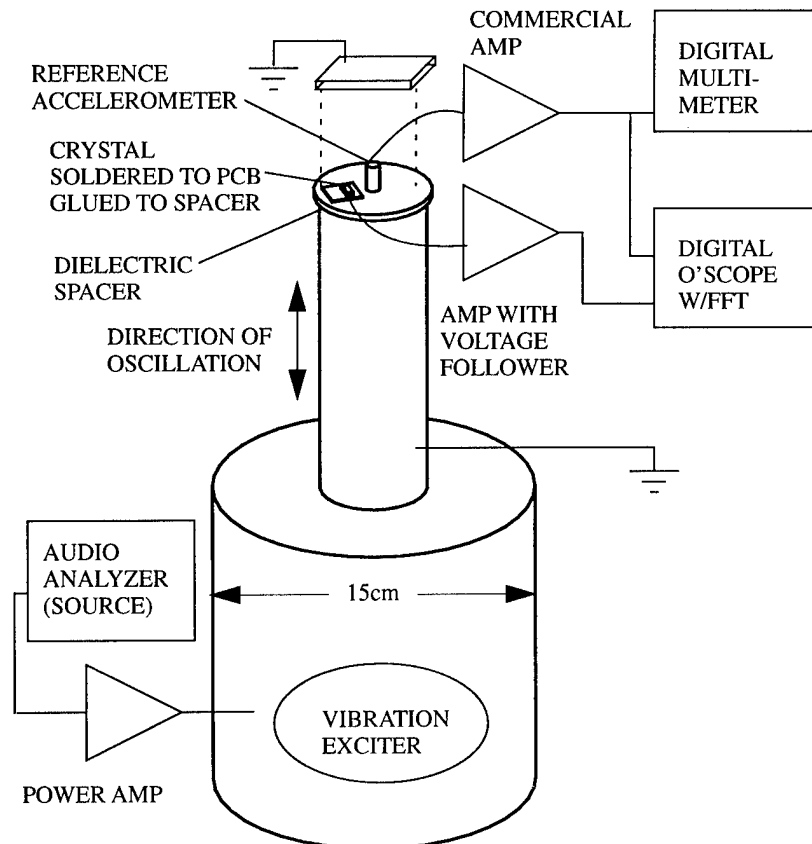 COMMERCIAL
AMP
DIGITAL
MULTI-
METER
REFERENCE
ACCELEROMETER
CRYSTAL
SOLDERED TO PCB
GLUED TO SPACER
DIELECTRIC
SPACER
DIGITAL
O'SCOPE
W/FFT
DIRECTION OF
OSCILLATION
AMP WITH
VOLTAGE
FOLLOWER
AUDIO
ANALYZER
(SOURCE)
15cm
VIBRATION
EXCITER
POWER AMP